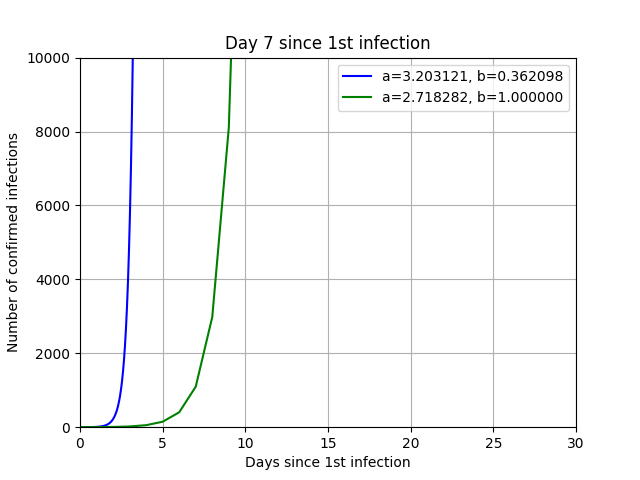 Day 7 since 1st infection
10000
8000
6000
4000
2000
0
Number of confirmed infections
a=3.203121, b=0.362098
a=2.718282, b=1.000000
0 5 10 15 20 25 30
Days since 1st infection